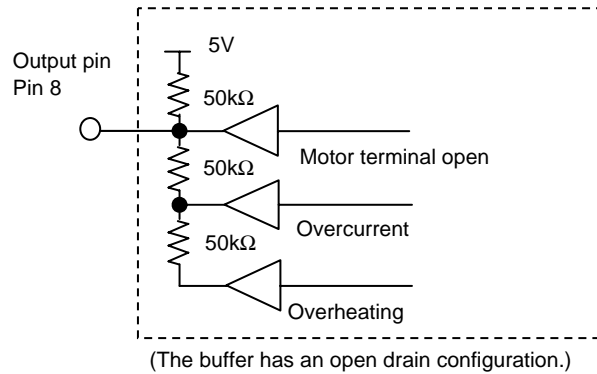 5V
Output pin
Pin 8
50kΩ
Motor terminal open
50kΩ
Overcurrent
50kΩ
Overheating
(The buffer has an open drain configuration.)